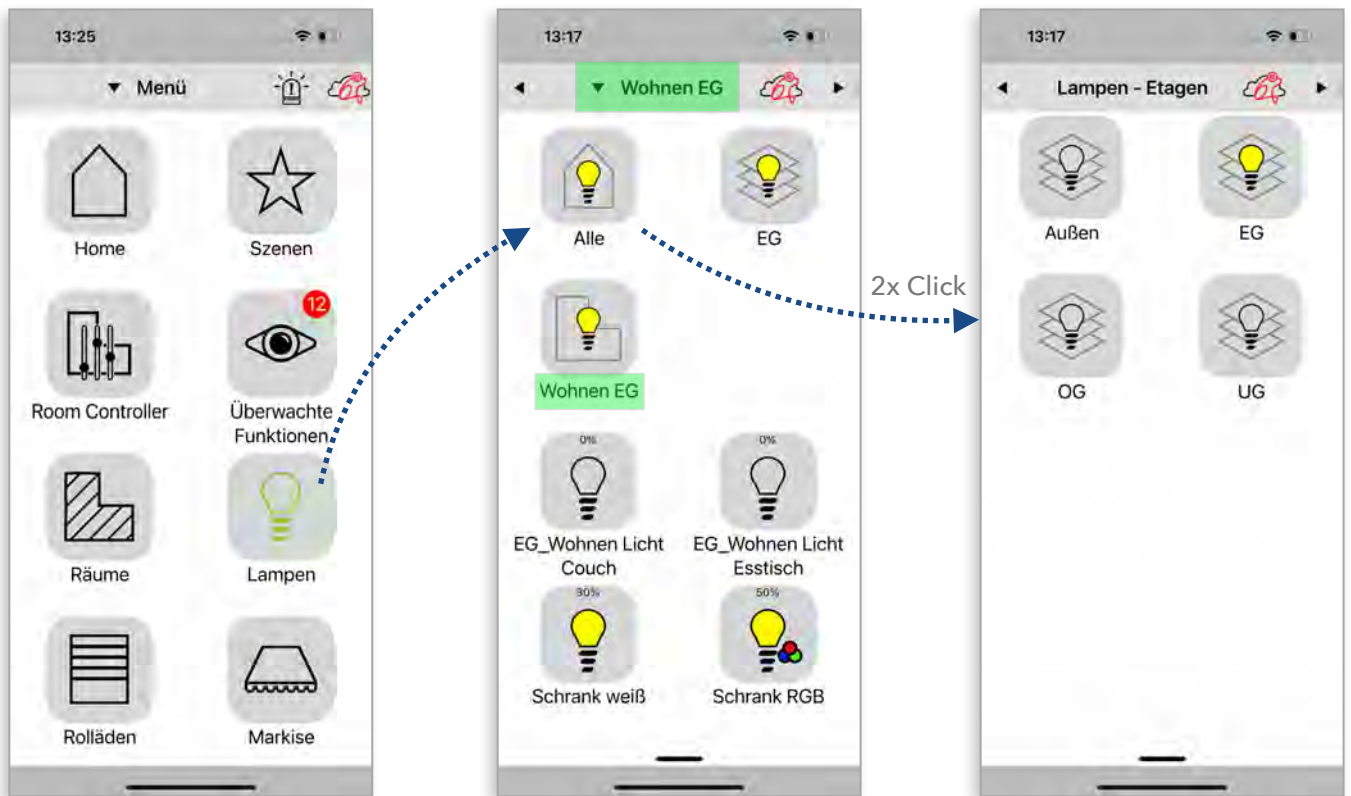 13:25
Menü
Home
Szenen
12
Room Controller
Überwachte
Funktionen
Räume
Lampen
Rolläden
Markise
13:17
Wohnen EG
Alle
EG
Wohnen EG
0%
0%
EG_Wohnen Licht
Couch
EG_Wohnen Licht
Esstisch
30%
50%
Schrank weiß
Schrank RGB
2x Click
13:17
Lampen - Etagen
Außen
EG
OG
UG